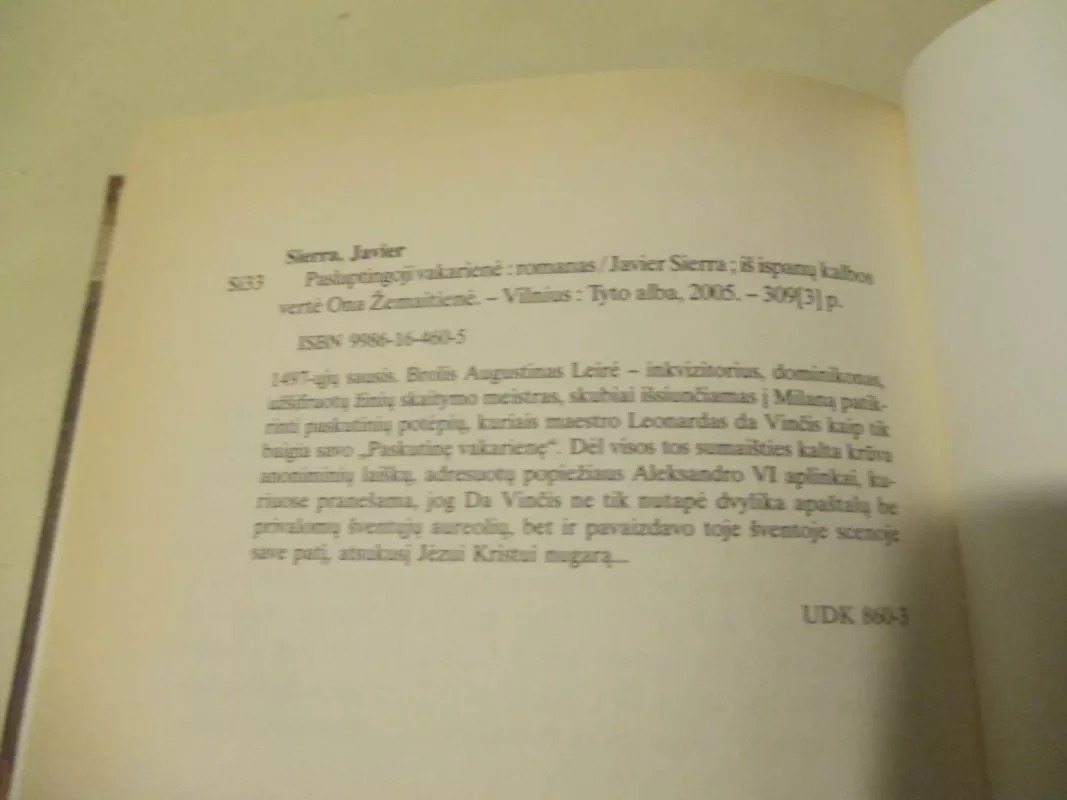 Sierra, Javier
Si33 Paslaptingoji vakarienė : romanas / Javier Sierra ; iš ispanų kalbos
vertė Ona Žemaitienė. – Vilnius : Tyto alba, 2005. – 309[3] p.
ISBN 9986-16-460-5
1497-ųjų sausis. Brolis Augustinas Leirė – inkvizitorius, dominikonas,
užšifruotų žinių skaitymo meistras, skubiai išsiunčiamas į Milaną patik-
rinti paskutinių potėpių, kuriais maestro Leonardas da Vinčis kaip tik
baigia savo „Paskutinę vakarienę“. Dėl visos tos sumaišties kalta krūva
anoniminių laiškų, adresuotų popiežiaus Aleksandro VI aplinkai, ku-
riuose pranešama, jog Da Vinčis ne tik nutapė dvylika apaštalų be
privalomų šventųjų aureolių, bet ir pavaizdavo toje šventoje scenoje
save patį, atsukusį Jėzui Kristui nugarą...
UDK 860-3